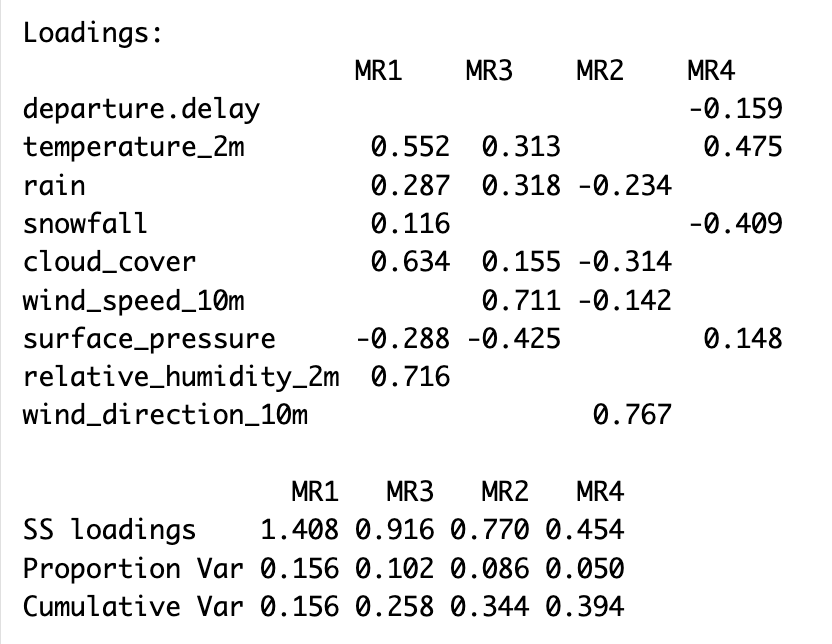 Loadings:
                     MR1    MR3    MR2    MR4
departure.delay                          -0.159
temperature_2m        0.552  0.313         0.475
rain                  0.287  0.318 -0.234
snowfall              0.116               -0.409
cloud_cover           0.634  0.155 -0.314
wind_speed_10m               0.711 -0.142
surface_pressure     -0.288 -0.425         0.148
relative_humidity_2m  0.716
wind_direction_10m                  0.767

                 MR1   MR3   MR2   MR4
SS loadings    1.408 0.916 0.770 0.454
Proportion Var 0.156 0.102 0.086 0.050
Cumulative Var 0.156 0.258 0.344 0.394